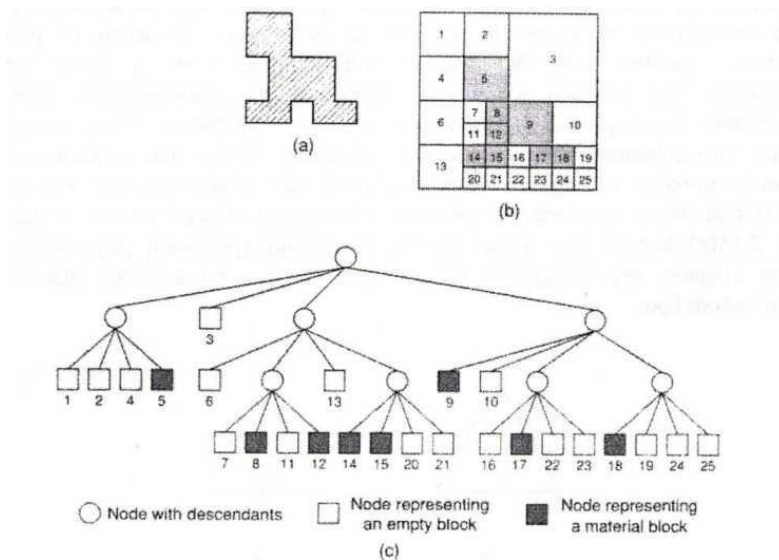 (a)
1 2 3
4 5
6 7 8 9 10
11 12
13 14 15 16 17 18 19
20 21 22 23 24 25
(b)
3
1 2 4 5 6 13 9 10
7 8 11 12 14 15 20 21 16 17 22 23 18 19 24 25
Node with descendants
Node representing
an empty block
Node representing
a material block
(c)